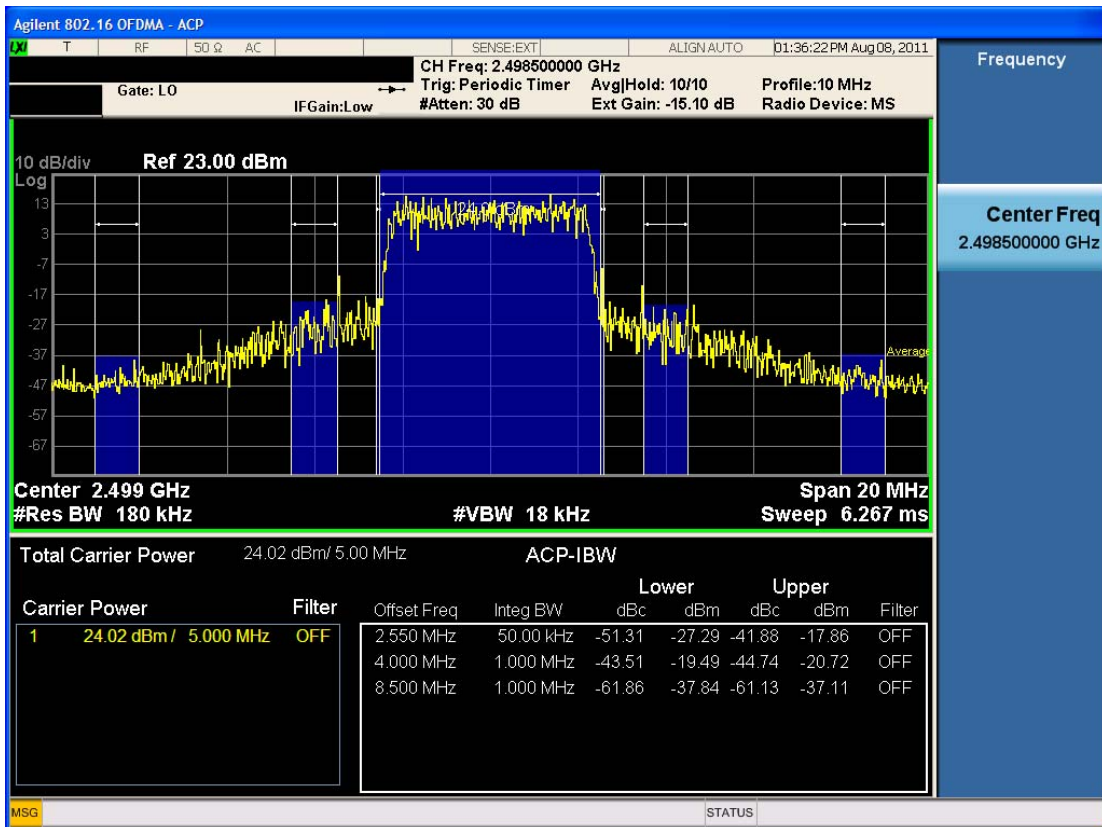 Agilent 802.16 OFDMA - ACP
LXI T RF 50 Ω AC SENSE:EXT ALIGN AUTO 01:36:22 PM Aug 08, 2011
CH Freq: 2.498500000 GHz
Gate: LO Trig: Periodic Timer Avg|Hold: 10/10 Profile:10 MHz
IFGain:Low #Atten: 30 dB Ext Gain: -15.10 dB Radio Device: MS
Frequency
Center Freq
2.498500000 GHz
10 dB/div Ref 23.00 dBm
Log
13
3
-7
-17
-27
-37
-47
-57
-67
Average
Center 2.499 GHz Span 20 MHz
#Res BW 180 kHz #VBW 18 kHz Sweep 6.267 ms
Total Carrier Power 24.02 dBm/ 5.00 MHz ACP-IBW
Lower Upper
Carrier Power Filter Offset Freq Integ BW dBc dBm dBc dBm Filter
1 24.02 dBm / 5.000 MHz OFF 2.550 MHz 50.00 kHz -51.31 -27.29 -41.88 -17.86 OFF
4.000 MHz 1.000 MHz -43.51 -19.49 -44.74 -20.72 OFF
8.500 MHz 1.000 MHz -61.86 -37.84 -61.13 -37.11 OFF
MSG STATUS